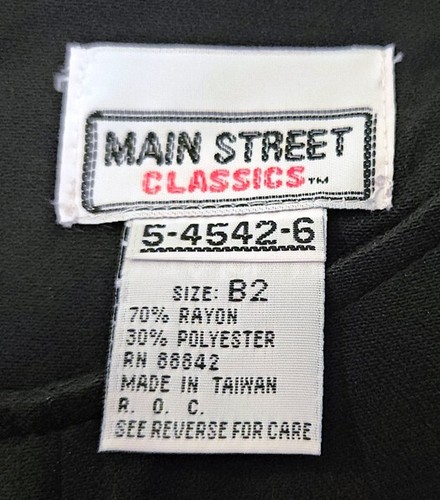 MAIN STREET
CLASSICS™
5-4542-6
SIZE: B2
70% RAYON
30% POLYESTER
RN 88842
MADE IN TAIWAN
R. O. C.
SEE REVERSE FOR CARE